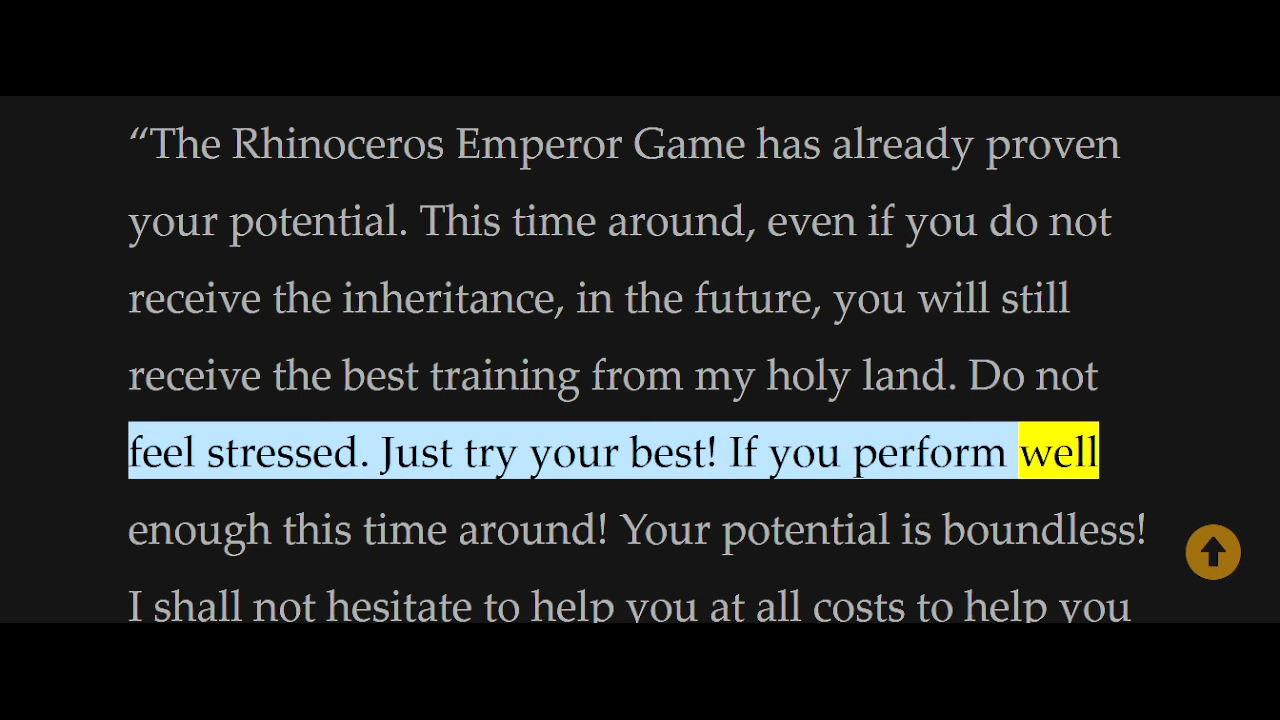 “The Rhinoceros Emperor Game has already proven
your potential. This time around, even if you do not
receive the inheritance, in the future, you will still
receive the best training from my holy land. Do not
feel stressed. Just try your best! If you perform well
enough this time around! Your potential is boundless!
I shall not hesitate to help you at all costs to help you